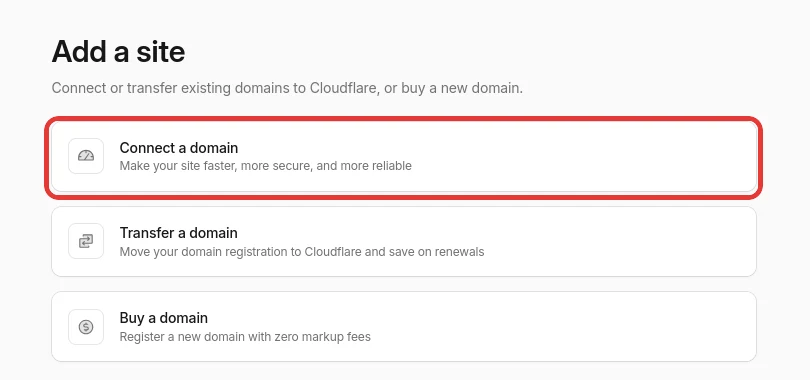 Add a site
Connect or transfer existing domains to Cloudflare, or buy a new domain.
Connect a domain
Make your site faster, more secure, and more reliable
Transfer a domain
Move your domain registration to Cloudflare and save on renewals
Buy a domain
Register a new domain with zero markup fees